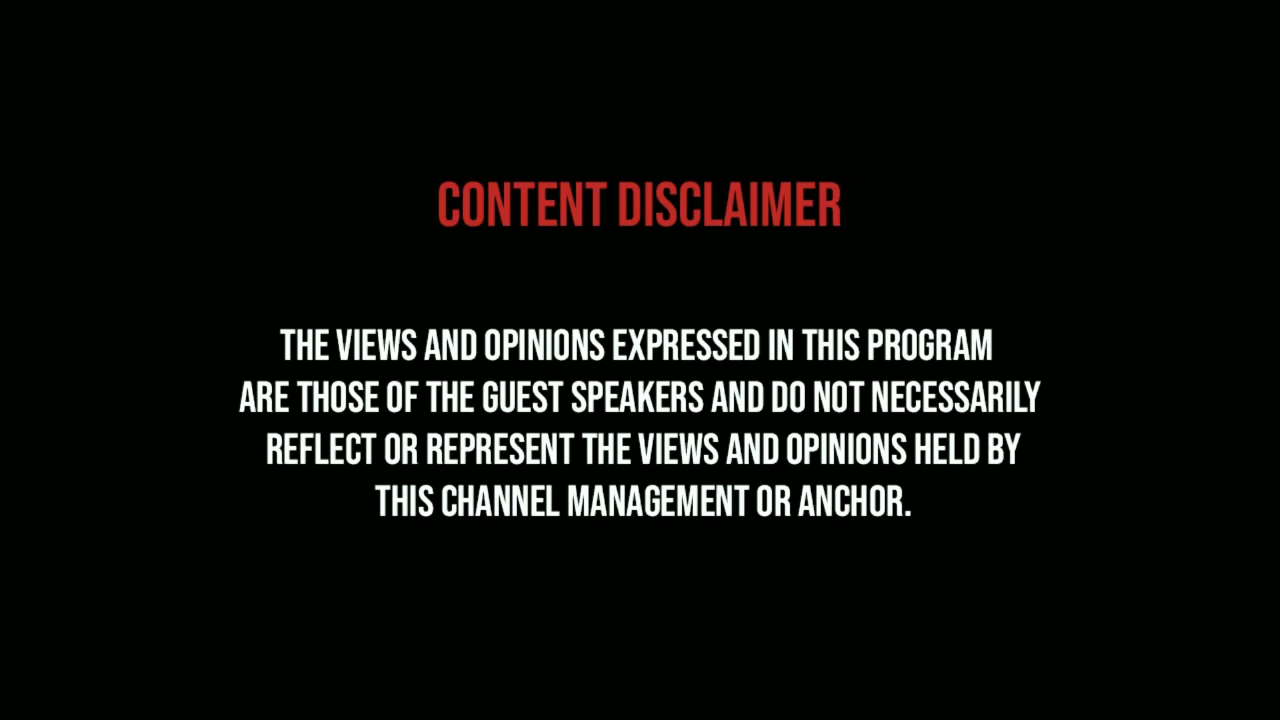 CONTENT DISCLAIMER
THE VIEWS AND OPINIONS EXPRESSED IN THIS PROGRAM
ARE THOSE OF THE GUEST SPEAKERS AND DO NOT NECESSARILY
REFLECT OR REPRESENT THE VIEWS AND OPINIONS HELD BY
THIS CHANNEL MANAGEMENT OR ANCHOR.